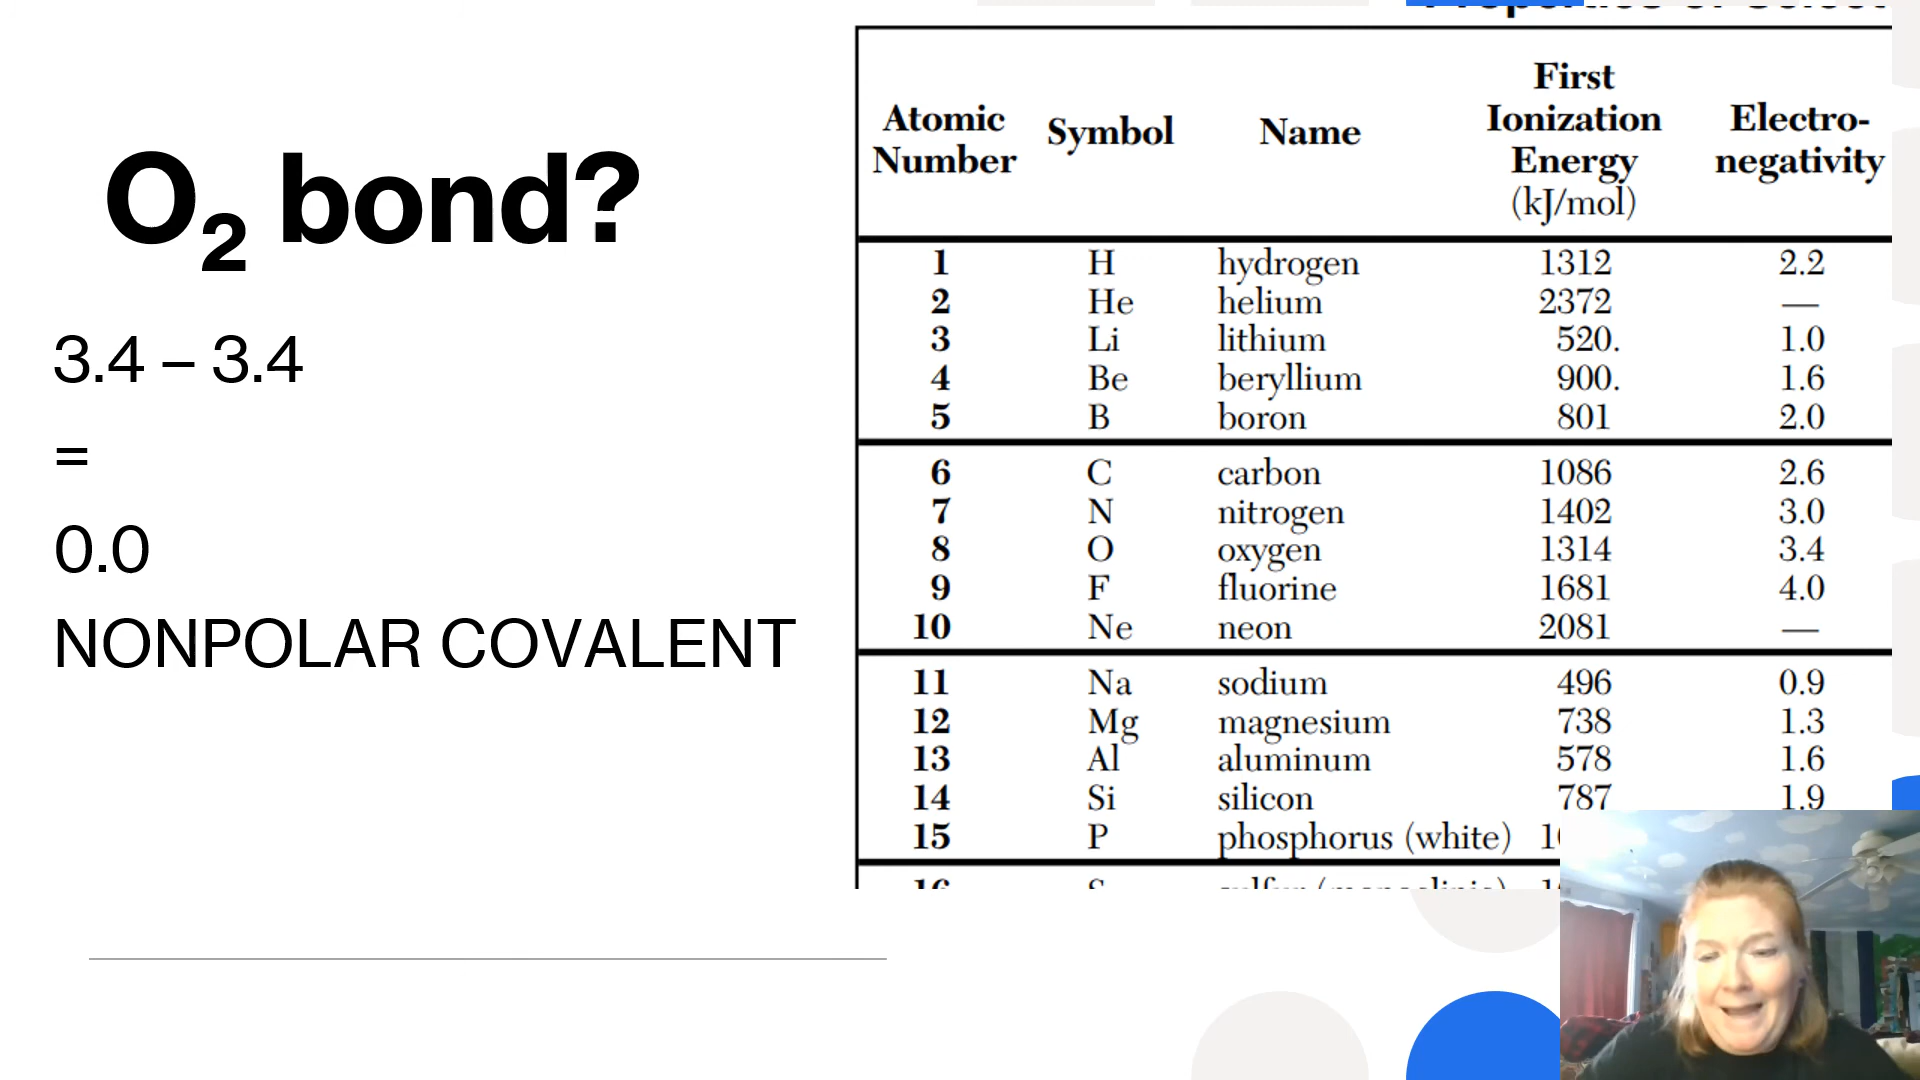 O₂ bond?
3.4 – 3.4
=
0.0
NONPOLAR COVALENT
Atomic Number Symbol Name First Ionization Energy (kJ/mol) Electro-negativity
1 H hydrogen 1312 2.2
2 He helium 2372 —
3 Li lithium 520. 1.0
4 Be beryllium 900. 1.6
5 B boron 801 2.0
6 C carbon 1086 2.6
7 N nitrogen 1402 3.0
8 O oxygen 1314 3.4
9 F fluorine 1681 4.0
10 Ne neon 2081 —
11 Na sodium 496 0.9
12 Mg magnesium 738 1.3
13 Al aluminum 578 1.6
14 Si silicon 787 1.9
15 P phosphorus (white)